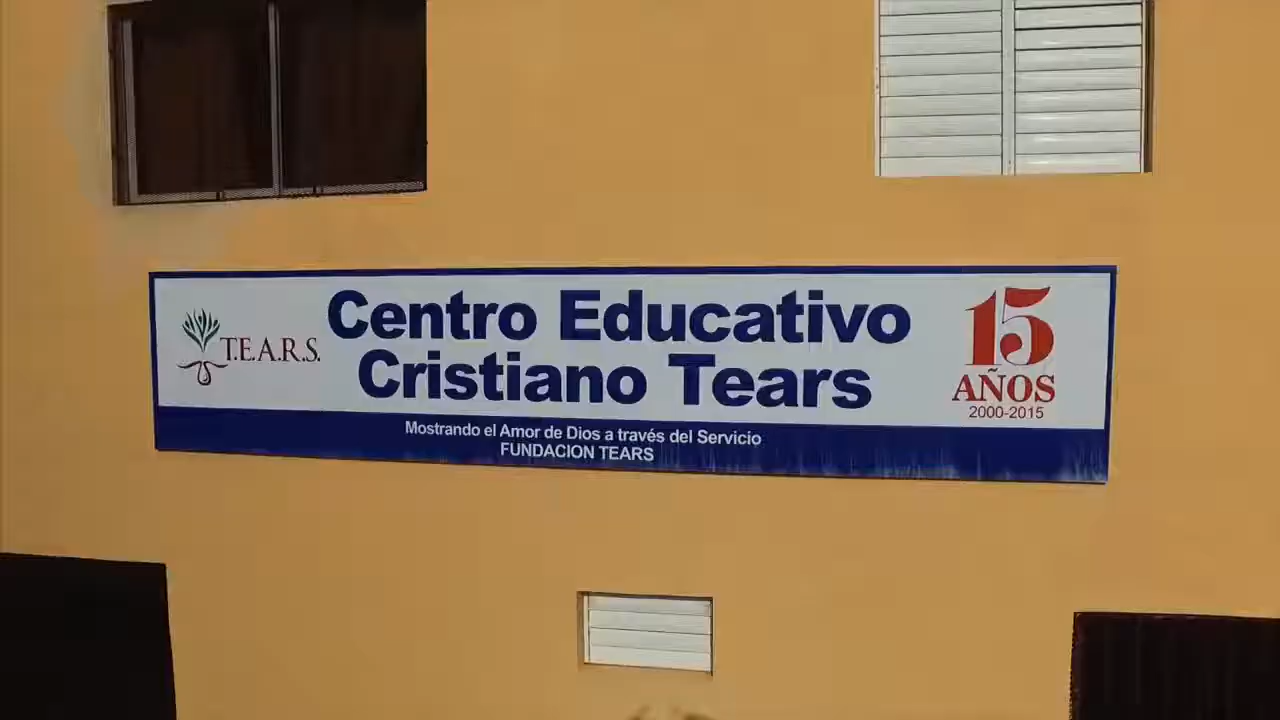 T.E.A.R.S.
Centro Educativo
Cristiano Tears
15
AÑOS
2000-2015
Mostrando el Amor de Dios a través del Servicio
FUNDACION TEARS